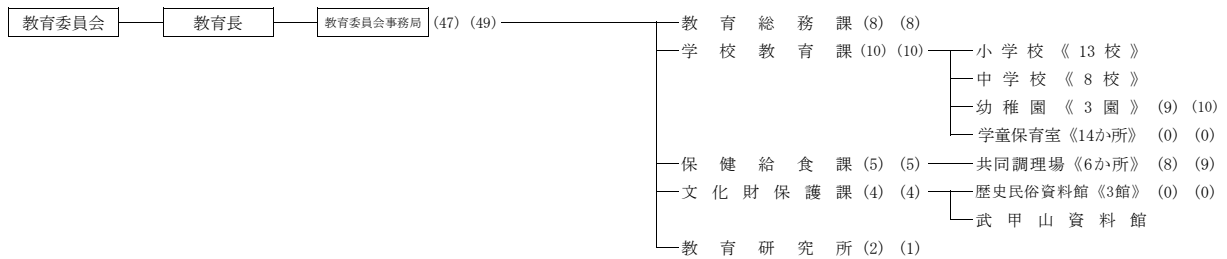 教育委員会 教育長 教育委員会事務局 (47) (49) 教育総務課 (8) (8)
学校教育課 (10) (10) 小学校《13校》
中学校《8校》
幼稚園《3園》 (9) (10)
学童保育室《14か所》 (0) (0)
保健給食課 (5) (5) 共同調理場《6か所》 (8) (9)
文化財保護課 (4) (4) 歴史民俗資料館《3館》 (0) (0)
武甲山資料館
教育研究所 (2) (1)